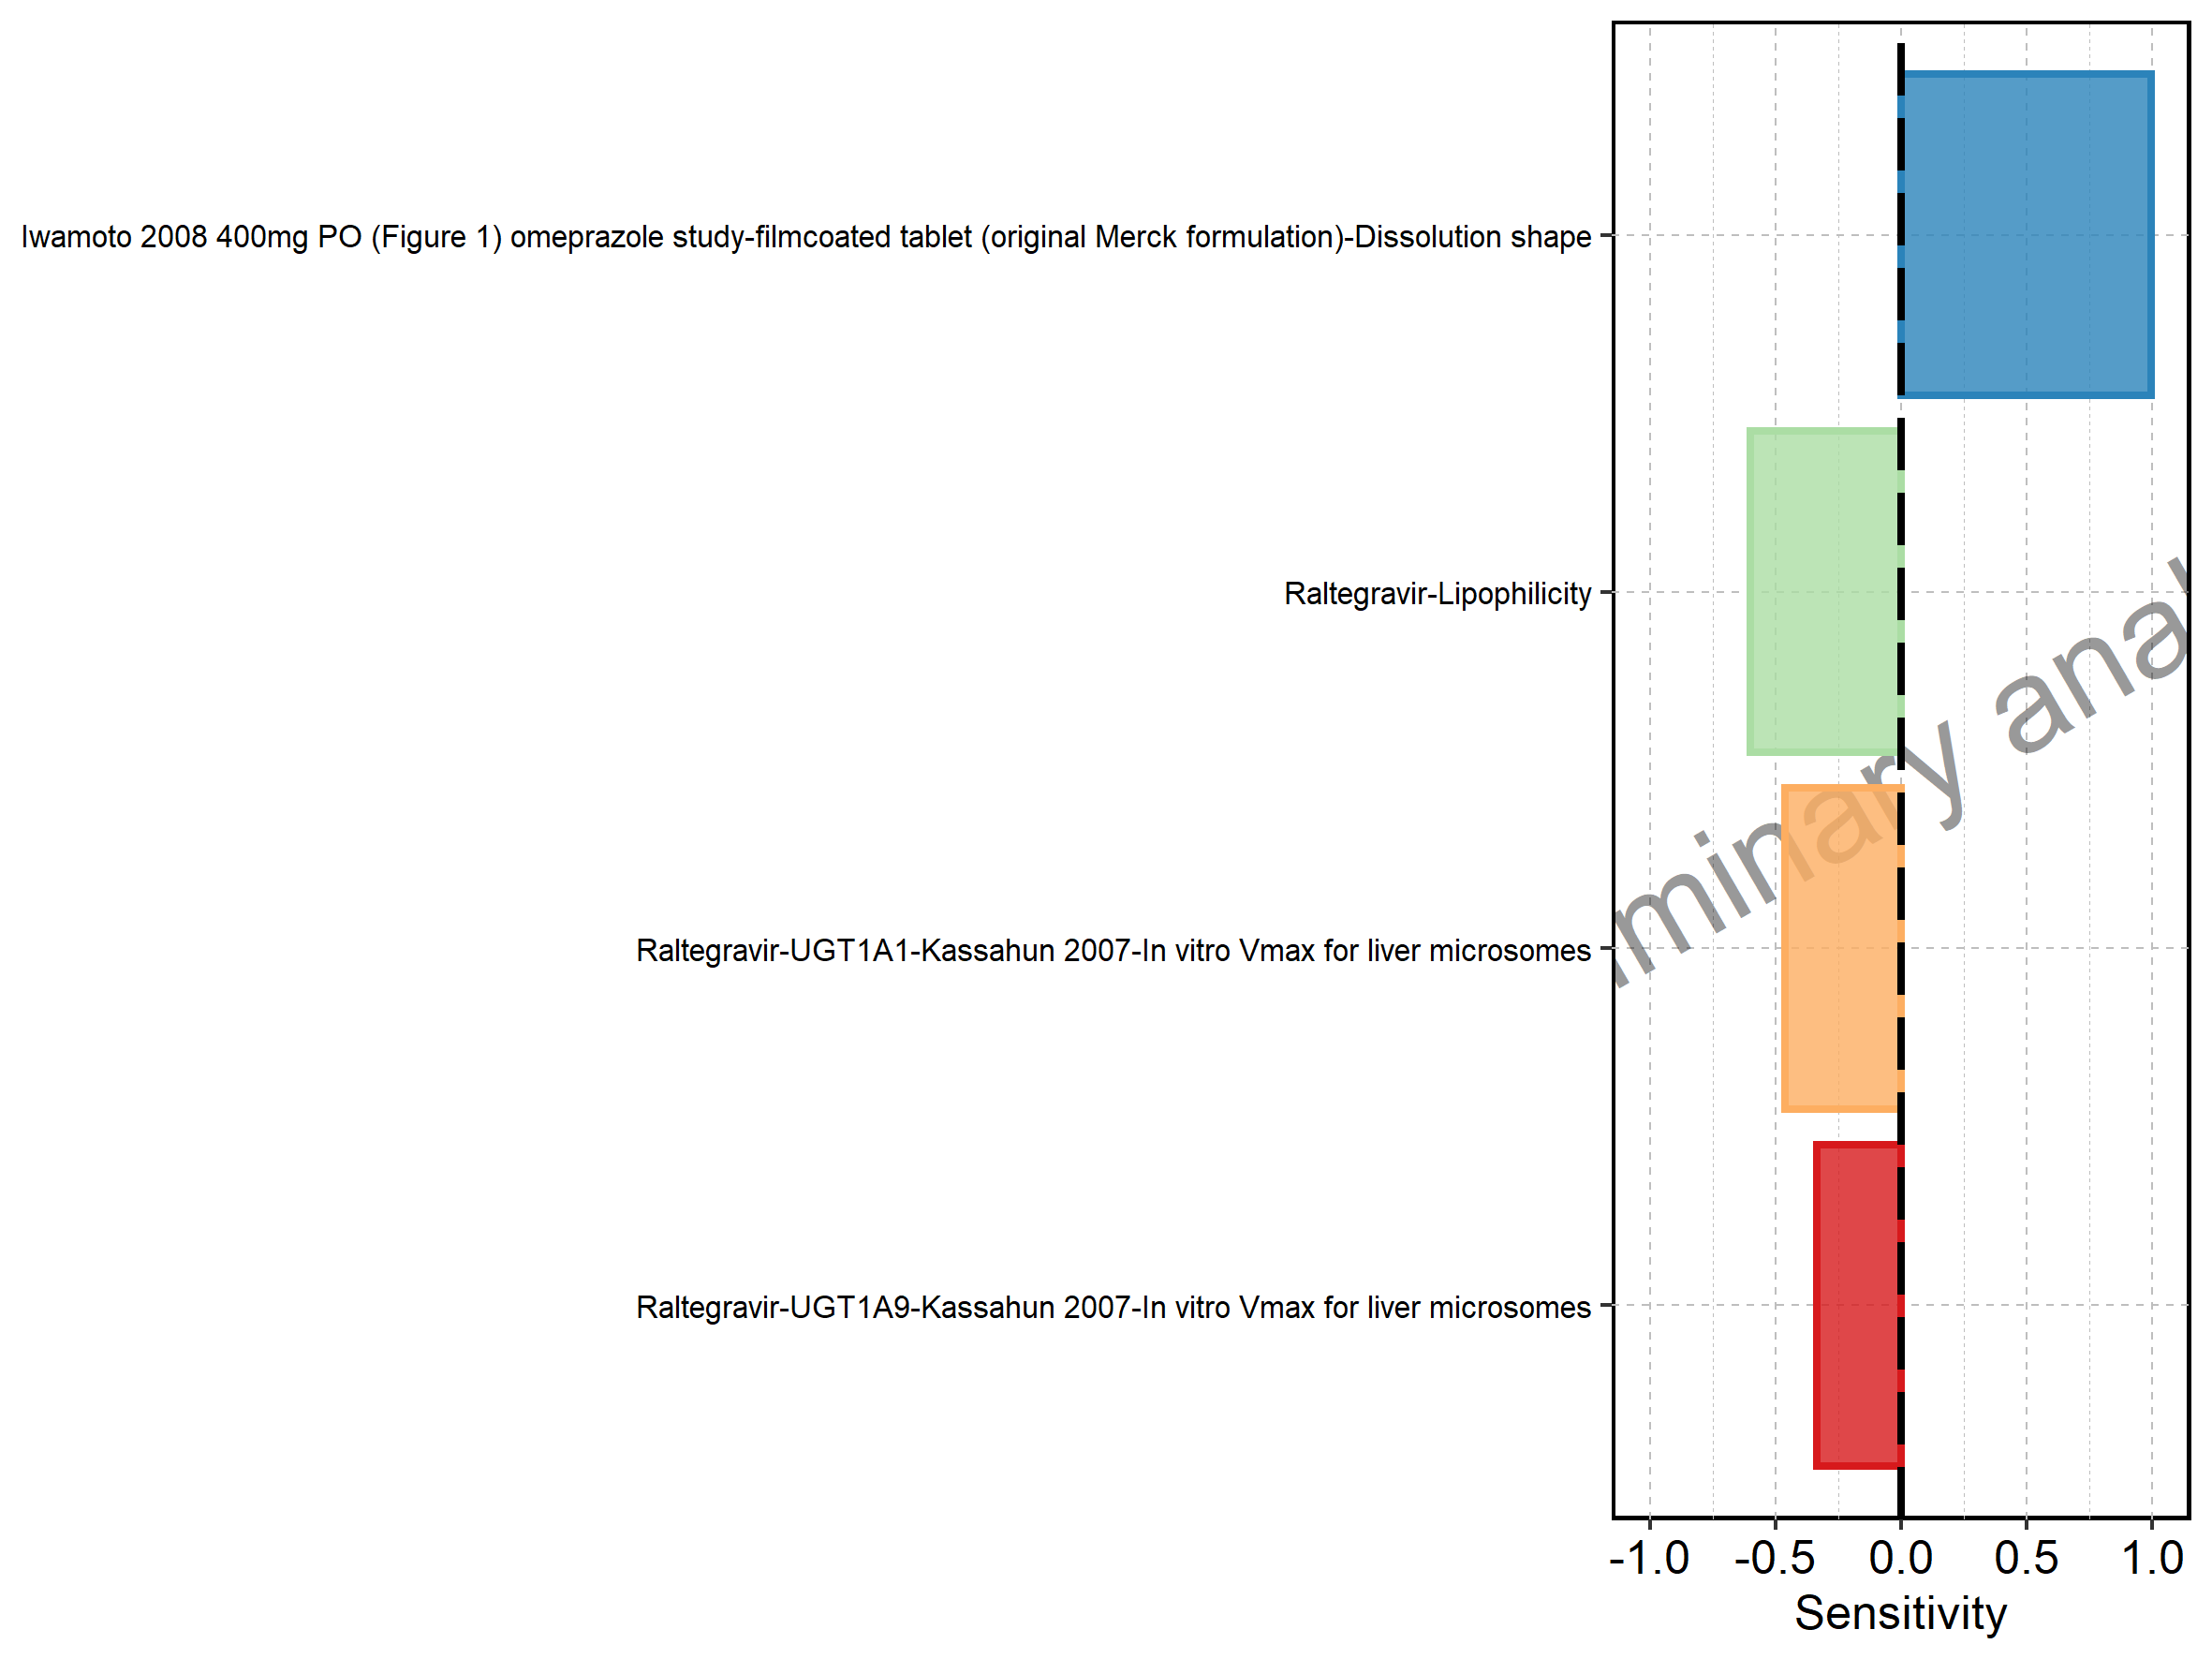 Iwamoto 2008 400mg PO (Figure 1) omeprazole study-filmcoated tablet (original Merck formulation)-Dissolution shape
Raltegravir-Lipophilicity
Raltegravir-UGT1A1-Kassahun 2007-In vitro Vmax for liver microsomes
Raltegravir-UGT1A9-Kassahun 2007-In vitro Vmax for liver microsomes
-1.0 -0.5 0.0 0.5 1.0
Sensitivity